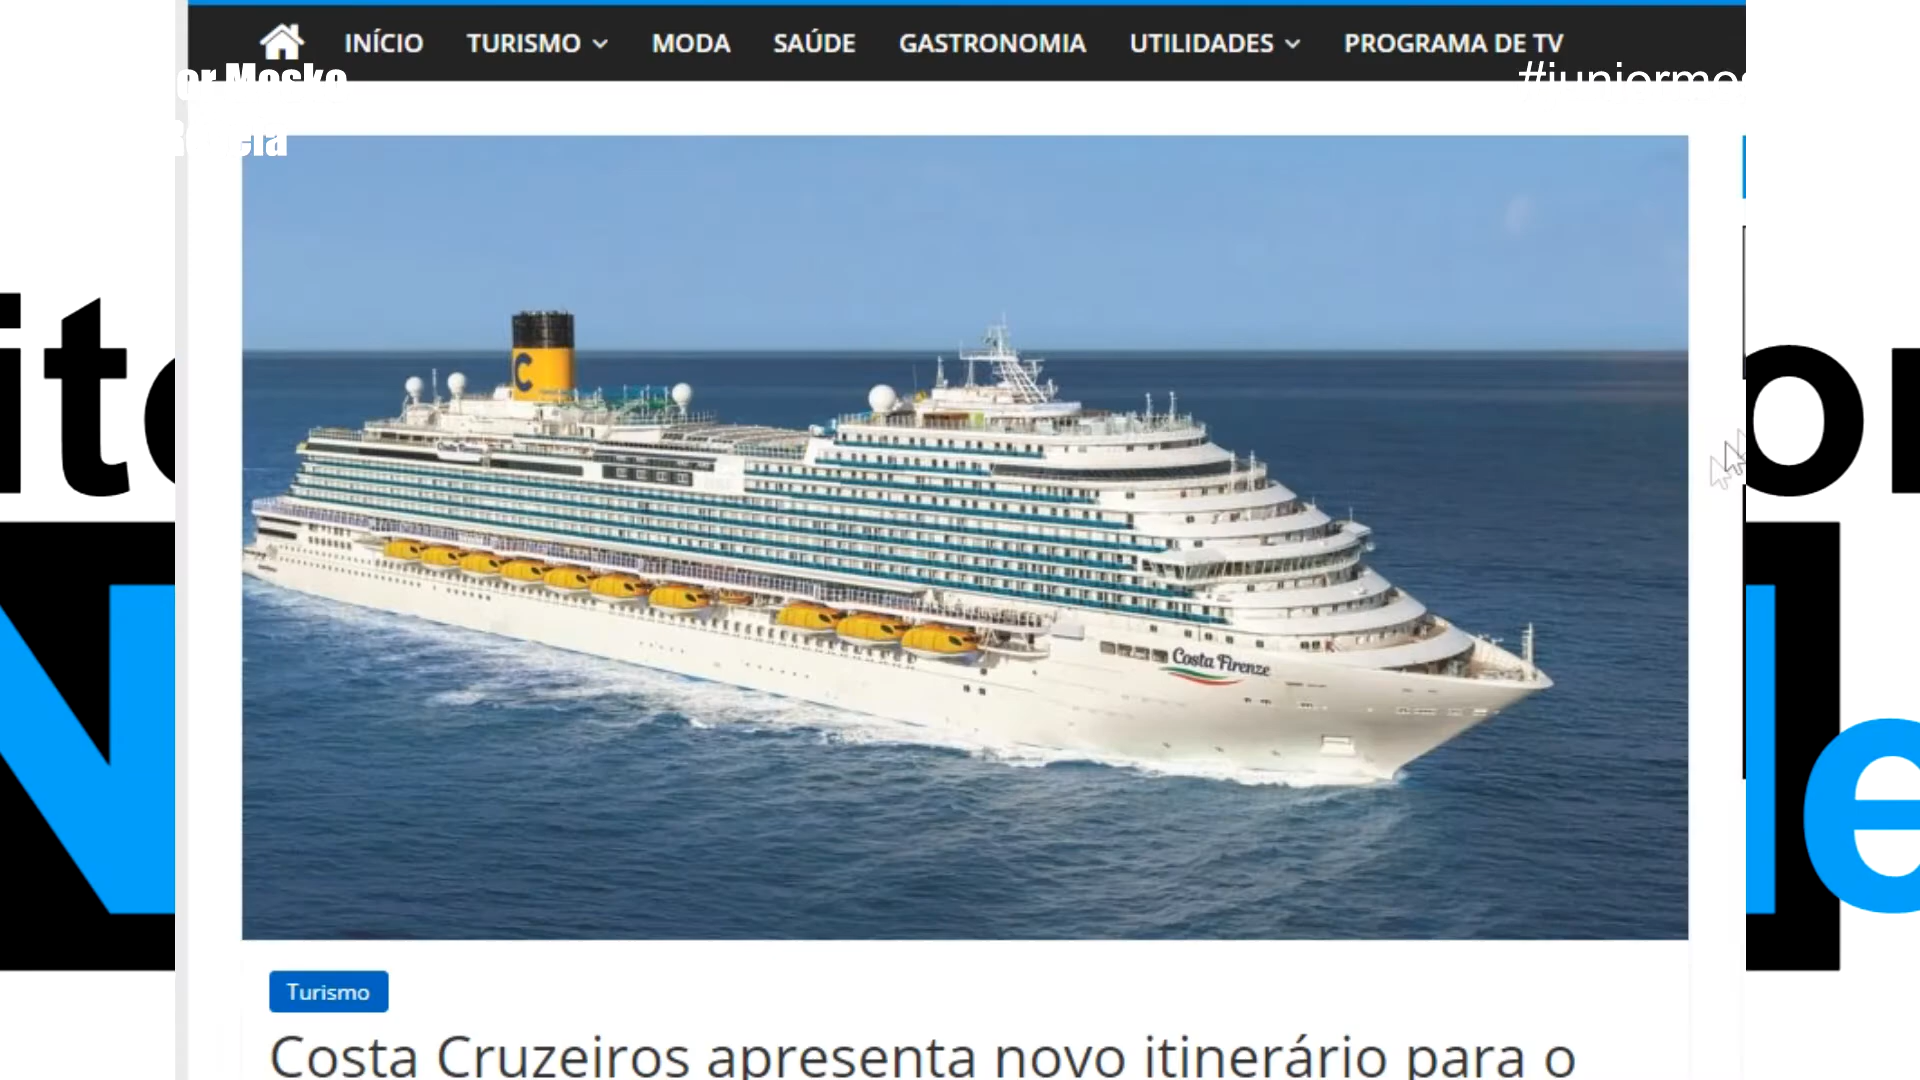 INÍCIO TURISMO MODA SAÚDE GASTRONOMIA UTILIDADES PROGRAMA DE TV
C
Costa Firenze
Turismo
Costa Cruzeiros apresenta novo itinerário para o